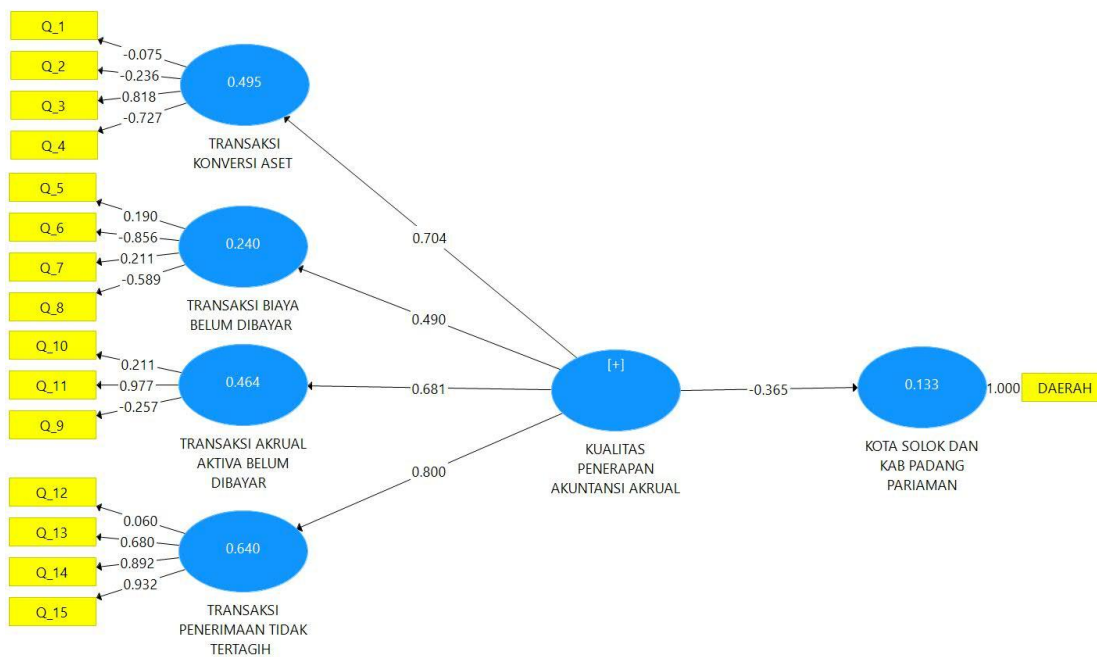 Q_1
-0.075
Q_2
-0.236
0.495
Q_3
0.818
-0.727
Q_4
TRANSAKSI
KONVERSI ASET
Q_5
0.190
Q_6
-0.856
0.240
0.211
Q_7
-0.589
Q_8
TRANSAKSI BIAYA
BELUM DIBAYAR
Q_10
0.211
Q_11
0.977
0.464
-0.257
Q_9
TRANSAKSI AKRUAL
AKTIVA BELUM
DIBAYAR
Q_12
0.060
Q_13
0.680
0.640
0.892
Q_14
0.932
Q_15
TRANSAKSI
PENERIMAAN TIDAK
TERTAGIH
0.704
0.490
0.681
0.800
[+]
KUALITAS
PENERAPAN
AKUNTANSI AKRUAL
-0.365
0.133
1.000
DAERAH
KOTA SOLOK DAN
KAB PADANG
PARIAMAN